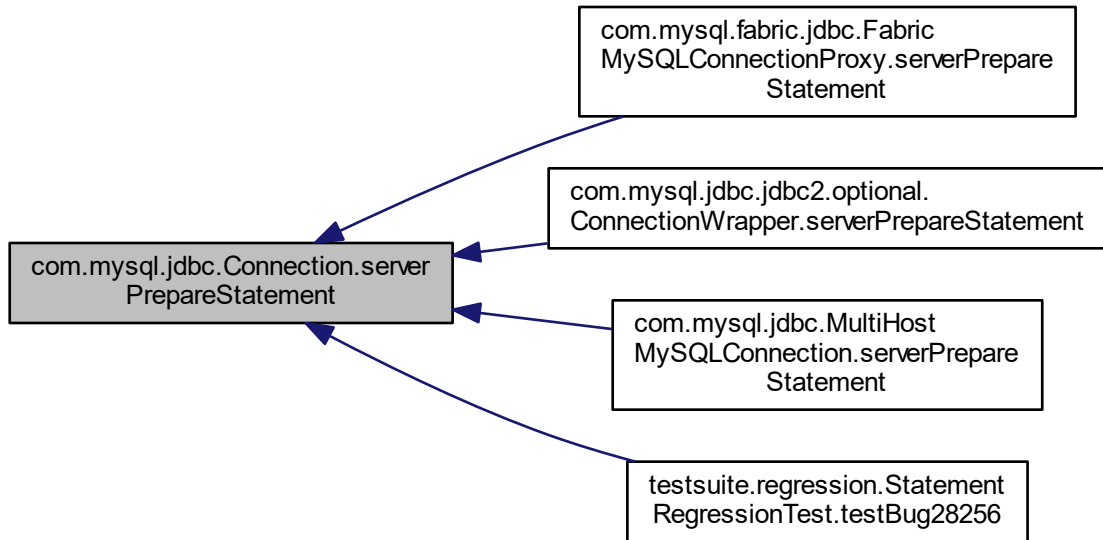 com.mysql.fabric.jdbc.Fabric
MySQLConnectionProxy.serverPrepare
Statement
com.mysql.jdbc.jdbc2.optional.
ConnectionWrapper.serverPrepareStatement
com.mysql.jdbc.Connection.server
PrepareStatement
com.mysql.jdbc.MultiHost
MySQLConnection.serverPrepare
Statement
testsuite.regression.Statement
RegressionTest.testBug28256